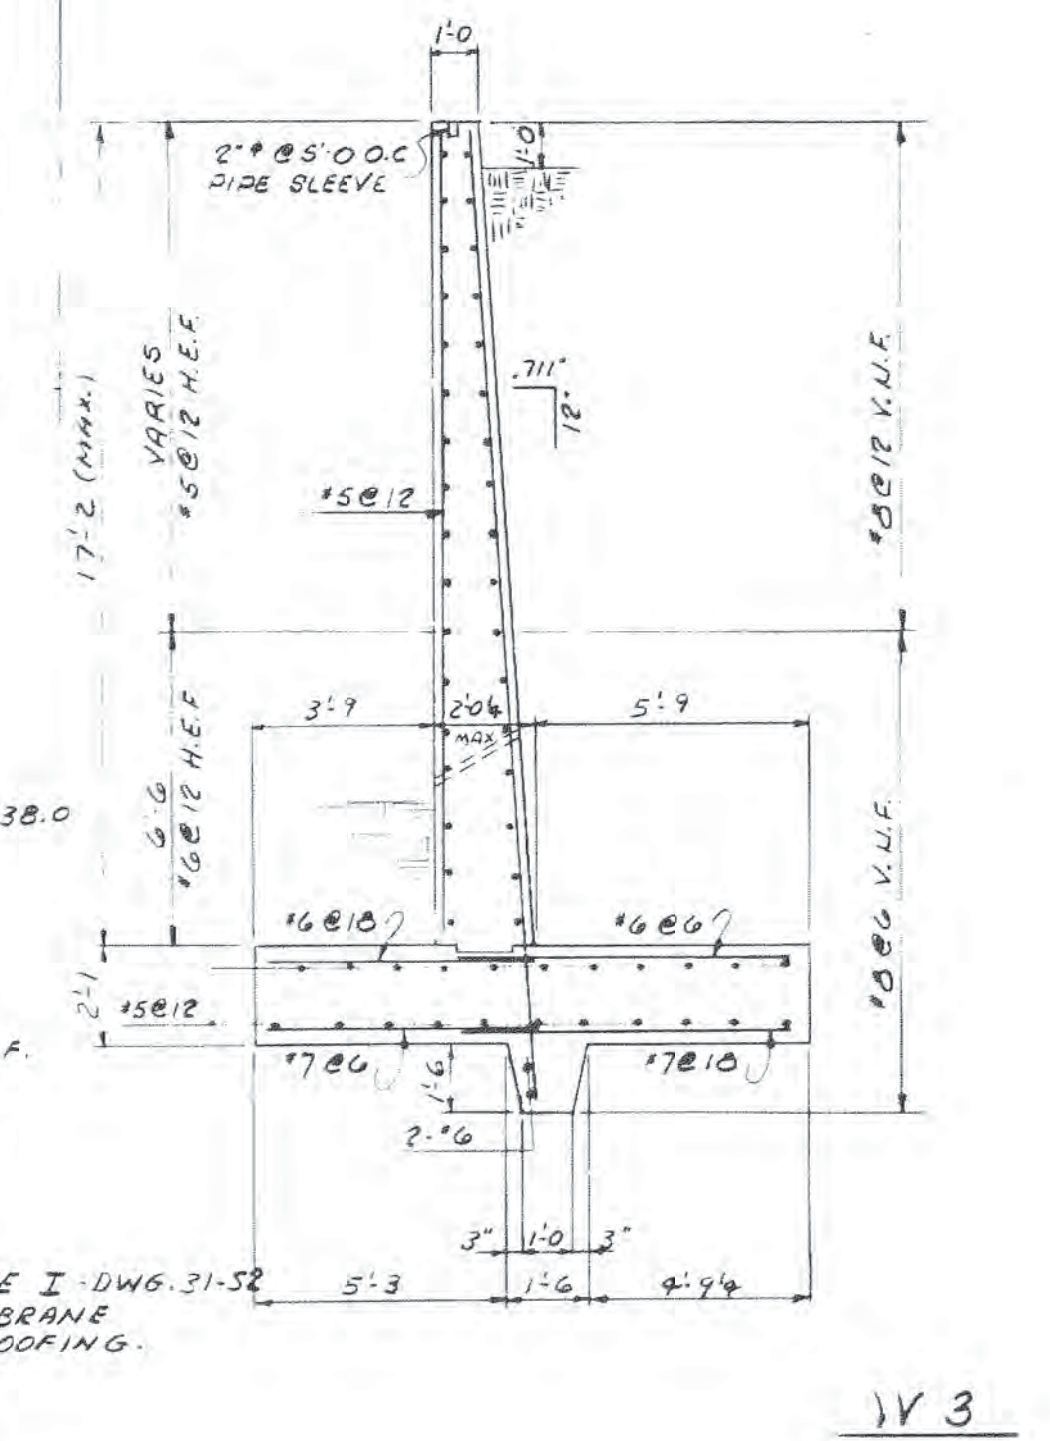 1'-0
2"φ @ 5'-0 O.C
PIPE SLEEVE
1'-0
17'-2 (MAX.)
VARIES
#5@12 H.E.F.
.711"
12"
#8@12 V.N.F.
#5@12
3'-9
2'-0¼
MAX
5'-9
6'-6
#6@12 H.E.F
38.0
#8@6 V.N.F.
#6@18
#6@6
2'-1
#5@12
F.
#7@6
1'-6
#7@18
2-#6
3"
1'-0
3"
E I-DWG. 31-S2
5'-3
1'-6
4'-9¼
BRANE
OOFING.